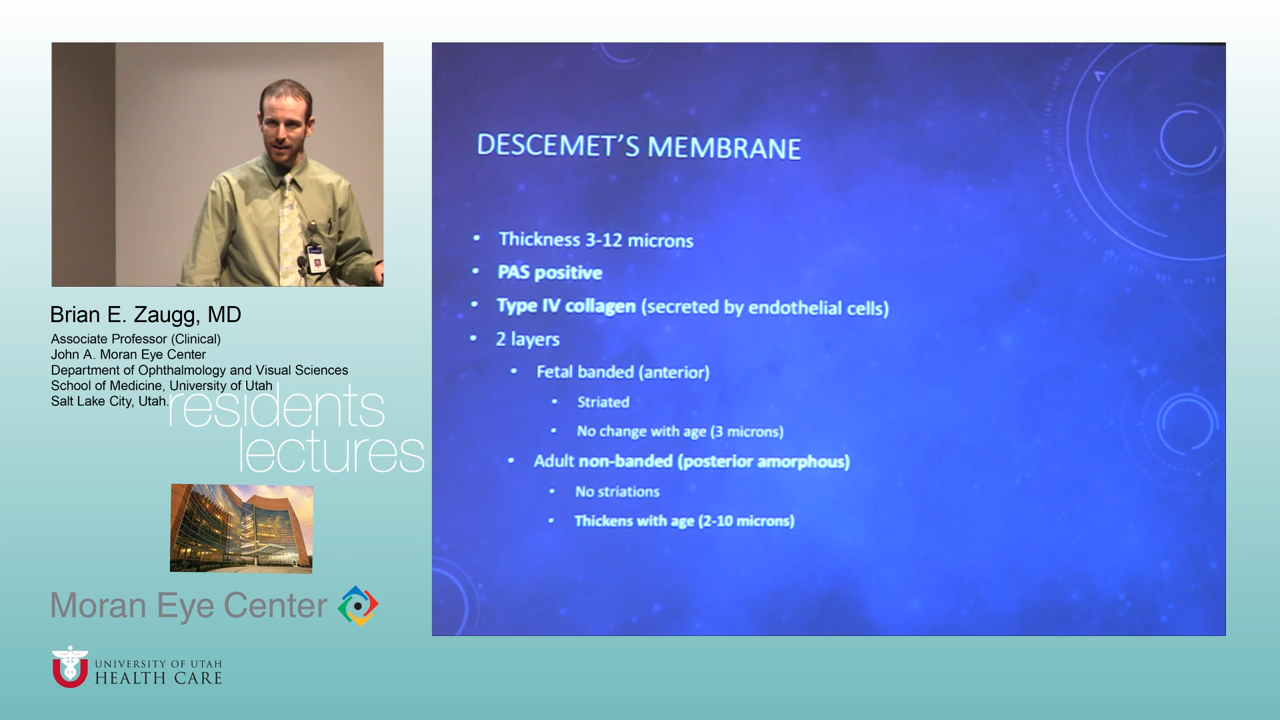 Brian E. Zaugg, MD
Associate Professor (Clinical)
John A. Moran Eye Center
Department of Ophthalmology and Visual Sciences
School of Medicine, University of Utah
Salt Lake City, Utah.
residents
lectures
Moran Eye Center
UNIVERSITY OF UTAH
HEALTH CARE
DESCEMET'S MEMBRANE
• Thickness 3-12 microns
• PAS positive
• Type IV collagen (secreted by endothelial cells)
• 2 layers
• Fetal banded (anterior)
• Striated
• No change with age (3 microns)
• Adult non-banded (posterior amorphous)
• No striations
• Thickens with age (2-10 microns)